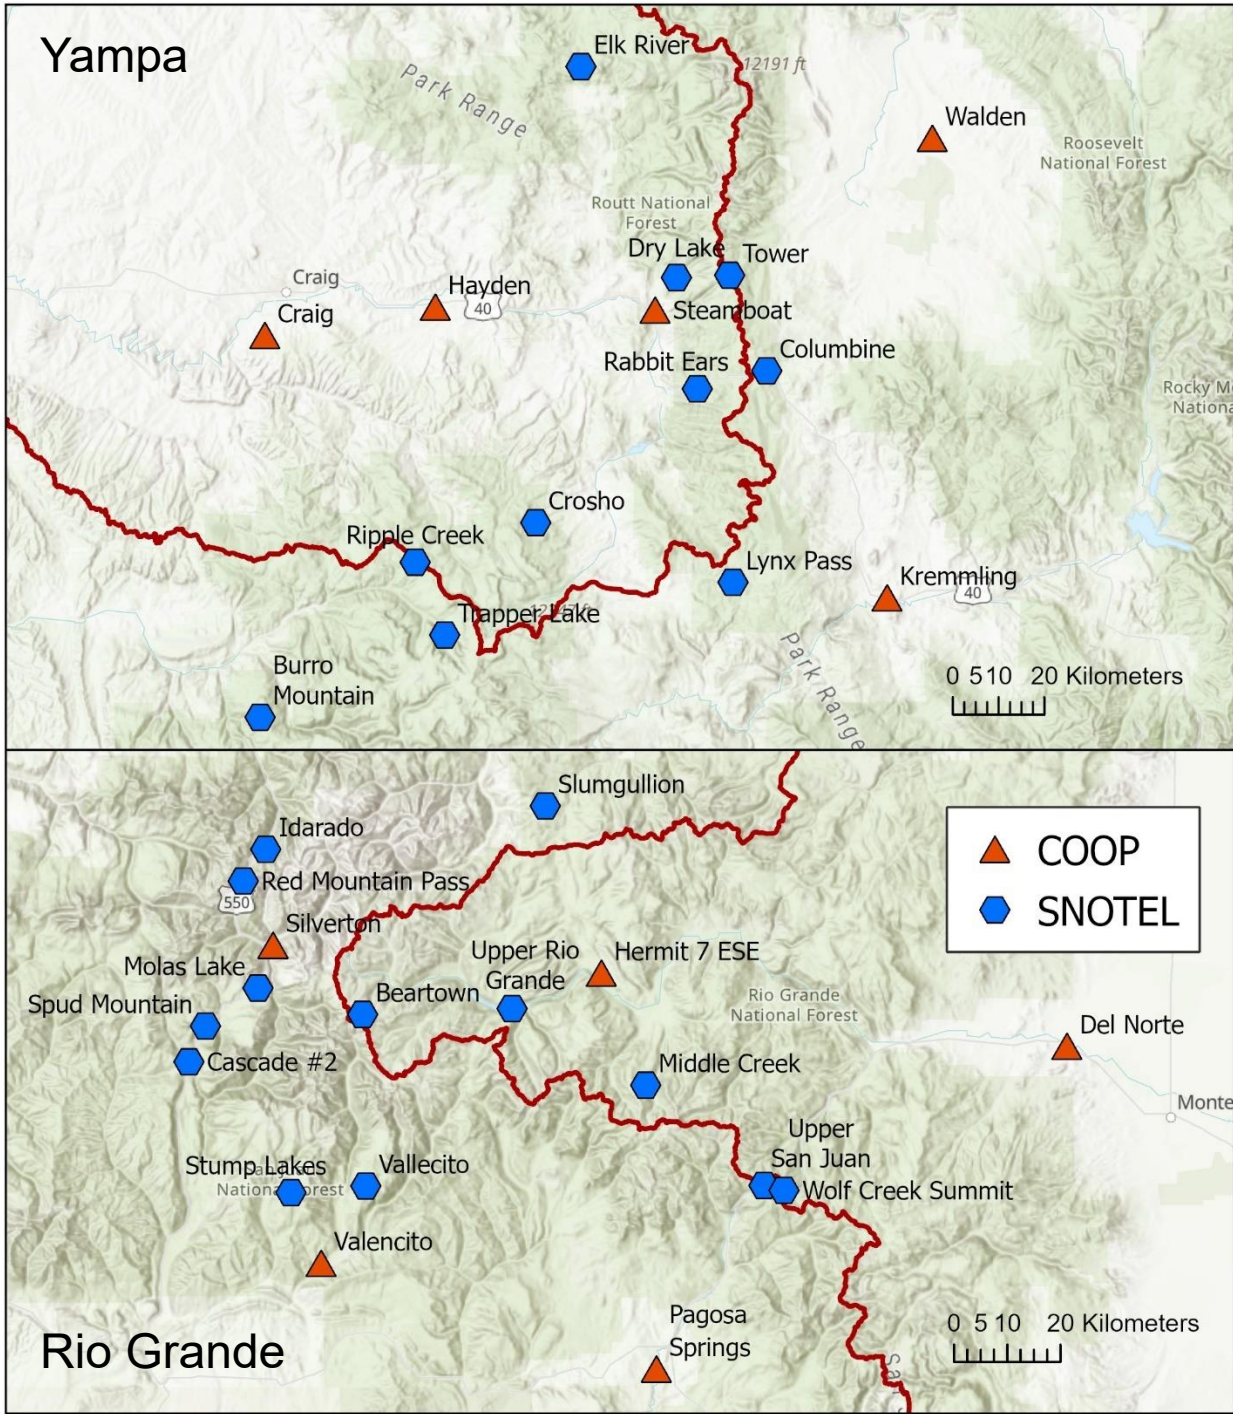 Yampa
Elk River
12191 ft
Park Range
Walden
Roosevelt
National Forest
Routt National
Forest
Dry Lake
Tower
Craig
Hayden
40
Craig
Steamboat
Columbine
Rabbit Ears
Rocky M
Nationa
Crosho
Ripple Creek
Lynx Pass
Kremmling
40
Trapper Lake
Burro
Mountain
Park Range
0 5 10 20 Kilometers
Slumgullion
Idarado
Red Mountain Pass
550
COOP
SNOTEL
Silverton
Molas Lake
Upper Rio
Grande
Hermit 7 ESE
Spud Mountain
Beartown
Rio Grande
National Forest
Del Norte
Cascade #2
Middle Creek
Monte
Upper
San Juan
Stump Lakes
Vallecito
National Forest
Wolf Creek Summit
Valencito
Pagosa
Springs
0 5 10 20 Kilometers
Rio Grande